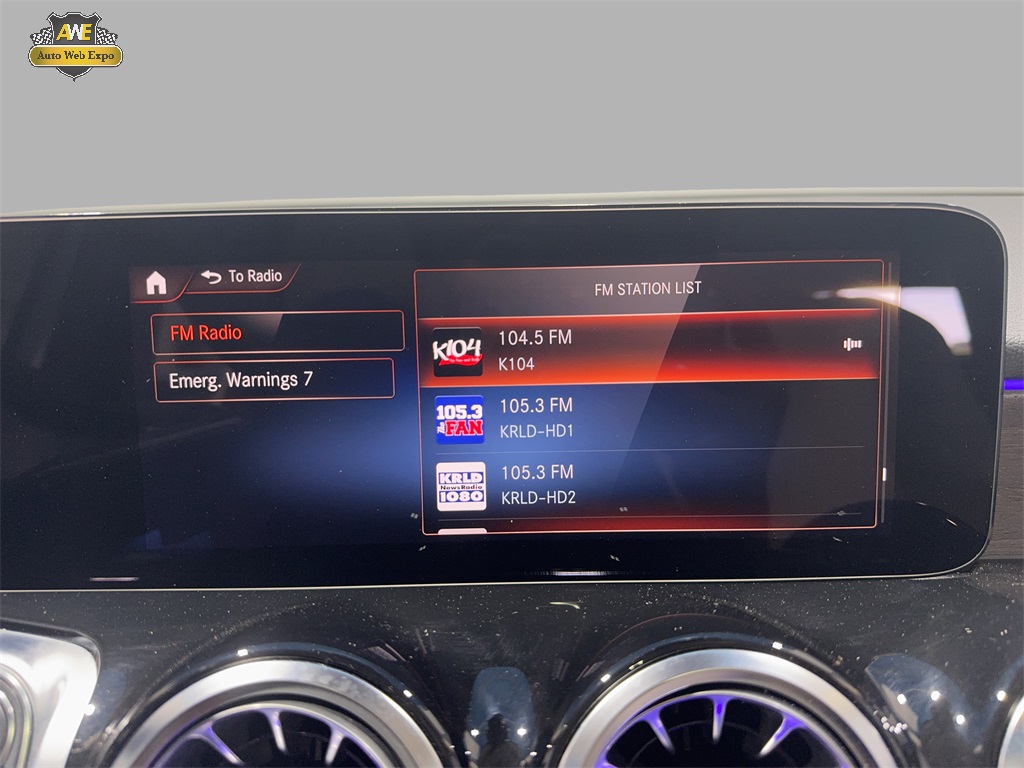 AWE
Auto Web Expo
To Radio
FM STATION LIST
FM Radio
Emerg. Warnings 7
K104
104.5 FM
K104
105.3
THE FAN
105.3 FM
KRLD-HD1
KRLD
NewsRadio
1080
105.3 FM
KRLD-HD2